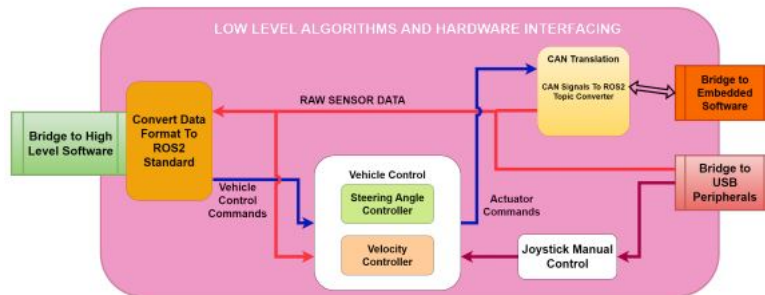 LOW LEVEL ALGORITHMS AND HARDWARE INTERFACING
CAN Translation
CAN Signals To ROS2
Topic Converter
Bridge to
Embedded
Software
RAW SENSOR DATA
Convert Data
Format To
ROS2
Standard
Bridge to High
Level Software
Vehicle
Control
Commands
Vehicle Control
Steering Angle
Controller
Velocity
Controller
Actuator
Commands
Bridge to
USB
Peripherals
Joystick Manual
Control